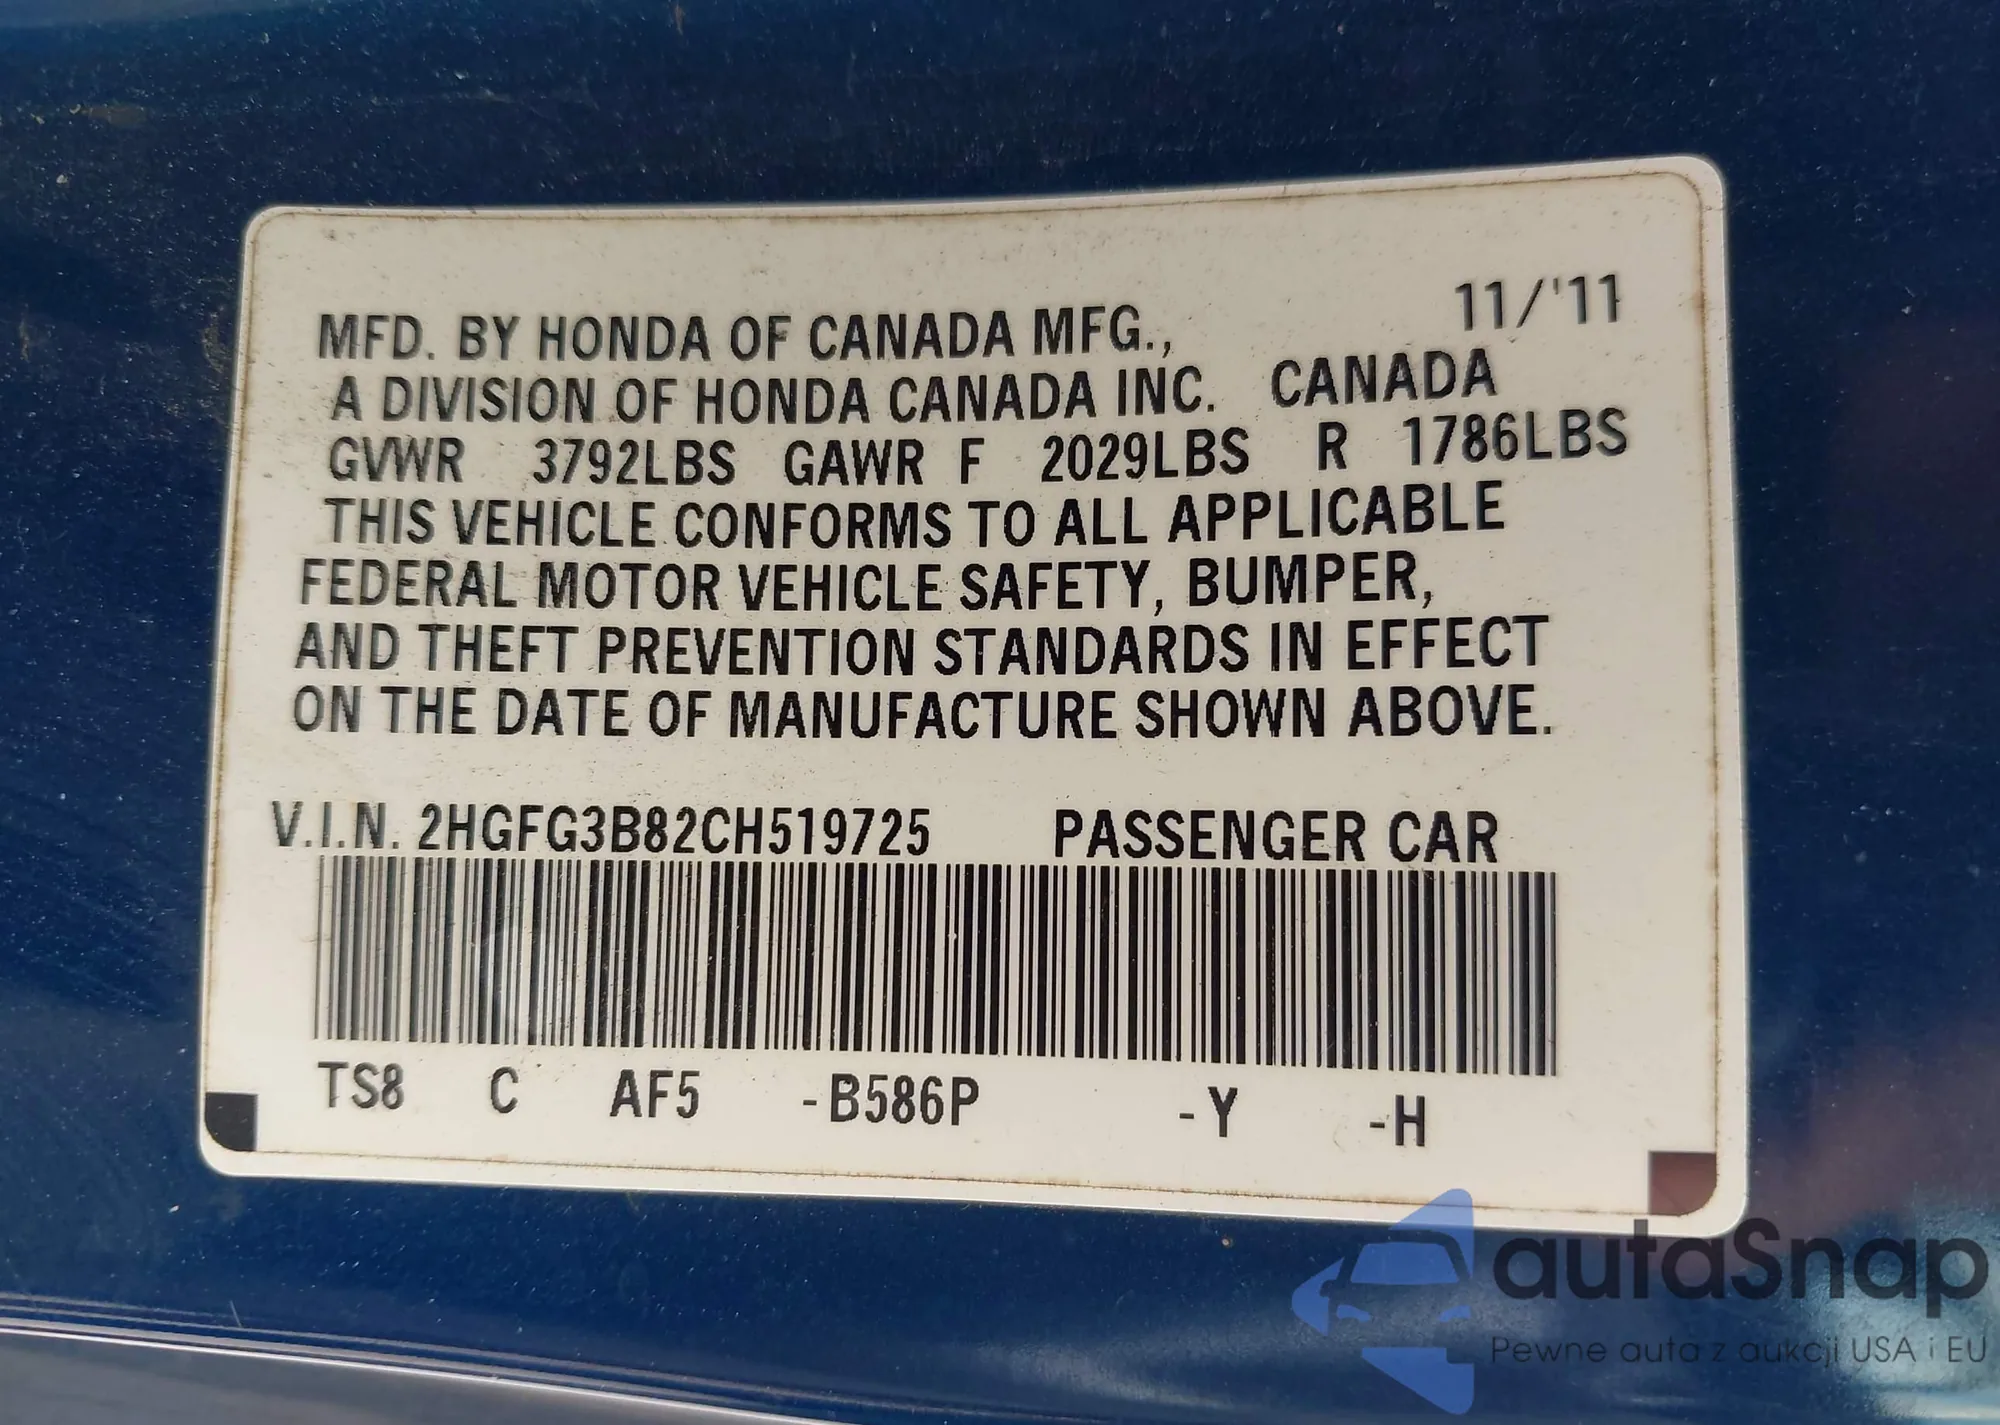 11/'11
MFD. BY HONDA OF CANADA MFG.,
A DIVISION OF HONDA CANADA INC. CANADA
GVWR 3792LBS GAWR F 2029LBS R 1786LBS
THIS VEHICLE CONFORMS TO ALL APPLICABLE
FEDERAL MOTOR VEHICLE SAFETY, BUMPER,
AND THEFT PREVENTION STANDARDS IN EFFECT
ON THE DATE OF MANUFACTURE SHOWN ABOVE.
V.I.N. 2HGFG3B82CH519725 PASSENGER CAR
TS8 C AF5 -B586P -Y -H
autaSnap
Pewne auta z aukcji USA i EU